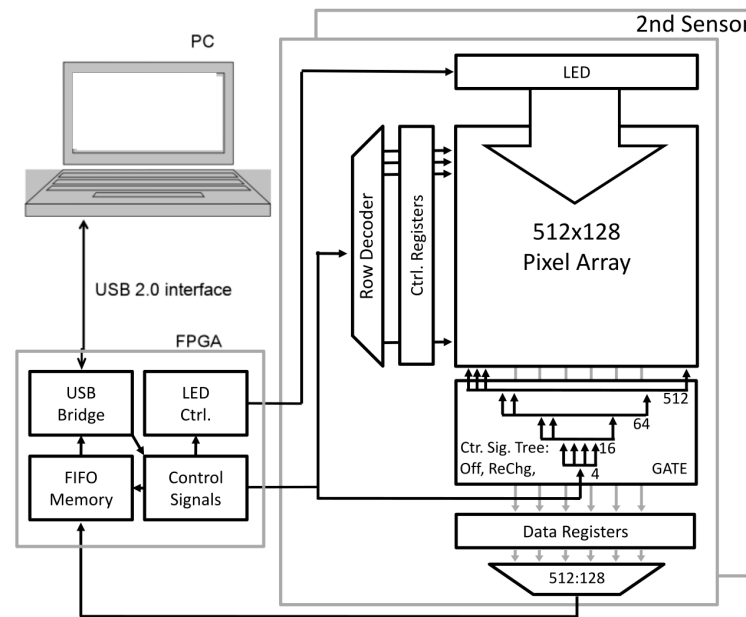 PC
2nd Sensor
LED
512x128
Pixel Array
Row Decoder
Ctrl. Registers
USB 2.0 interface
FPGA
USB
Bridge
LED
Ctrl.
FIFO
Memory
Control
Signals
512
64
16
4
Ctr. Sig. Tree:
Off, ReChg,
GATE
Data Registers
512:128